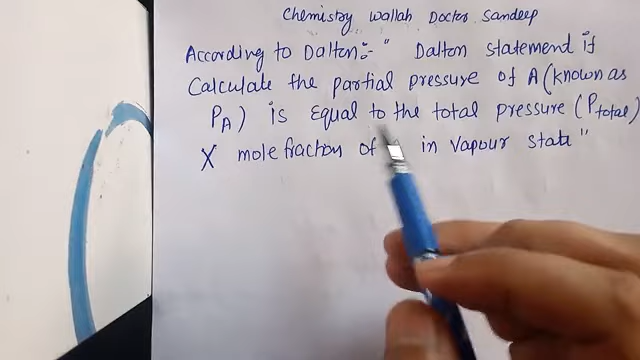 Chemistry Wallah Doctor Sandeep
According to Dalton:- " Dalton statement if
Calculate the partial pressure of A (known as
PA) is equal to the total pressure (Ptotal)
X mole fraction of in vapour state"